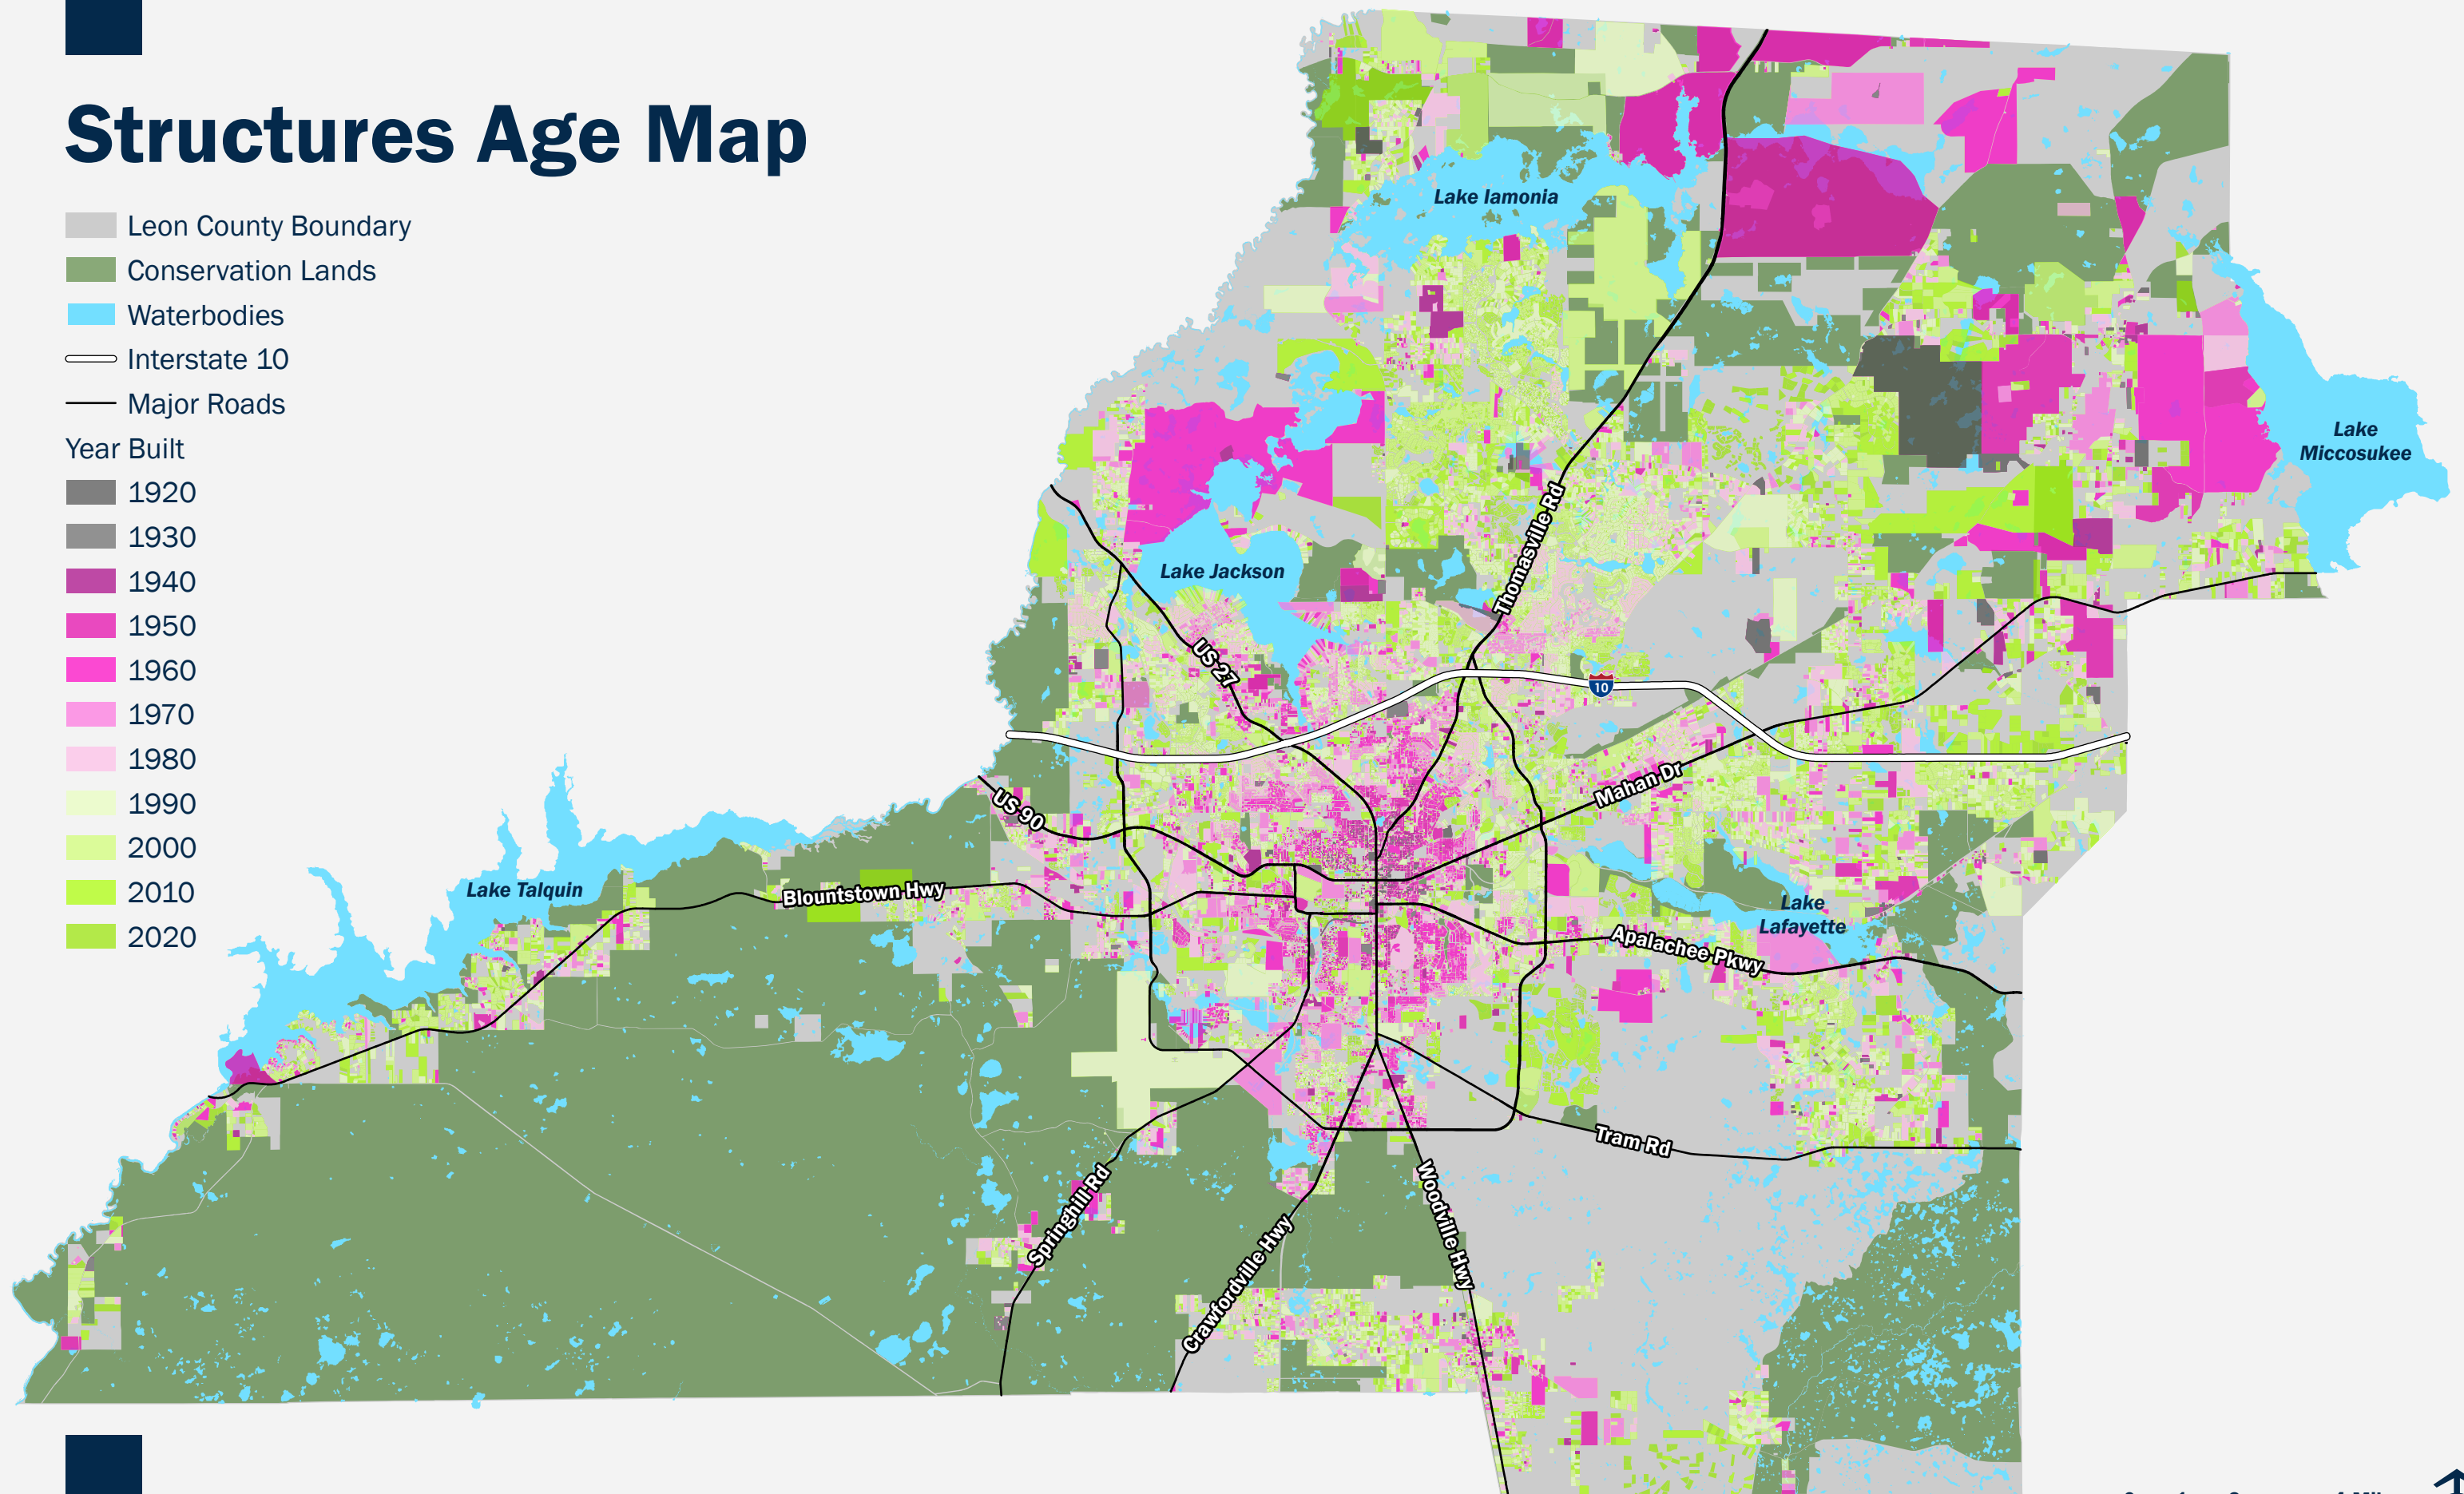 Structures Age Map
Leon County Boundary
Conservation Lands
Waterbodies
Interstate 10
Major Roads
Year Built
1920
1930
1940
1950
1960
1970
1980
1990
2000
2010
2020
Lake Iamonia
Lake
Miccosukee
Thomasville Rd
Lake Jackson
US 27
10
Mahan Dr
US 90
Lake Talquin
Blountstown Hwy
Lake
Lafayette
Apalachee Pkwy
Tram Rd
Springhill Rd
Woodville Hwy
Crawfordville Hwy